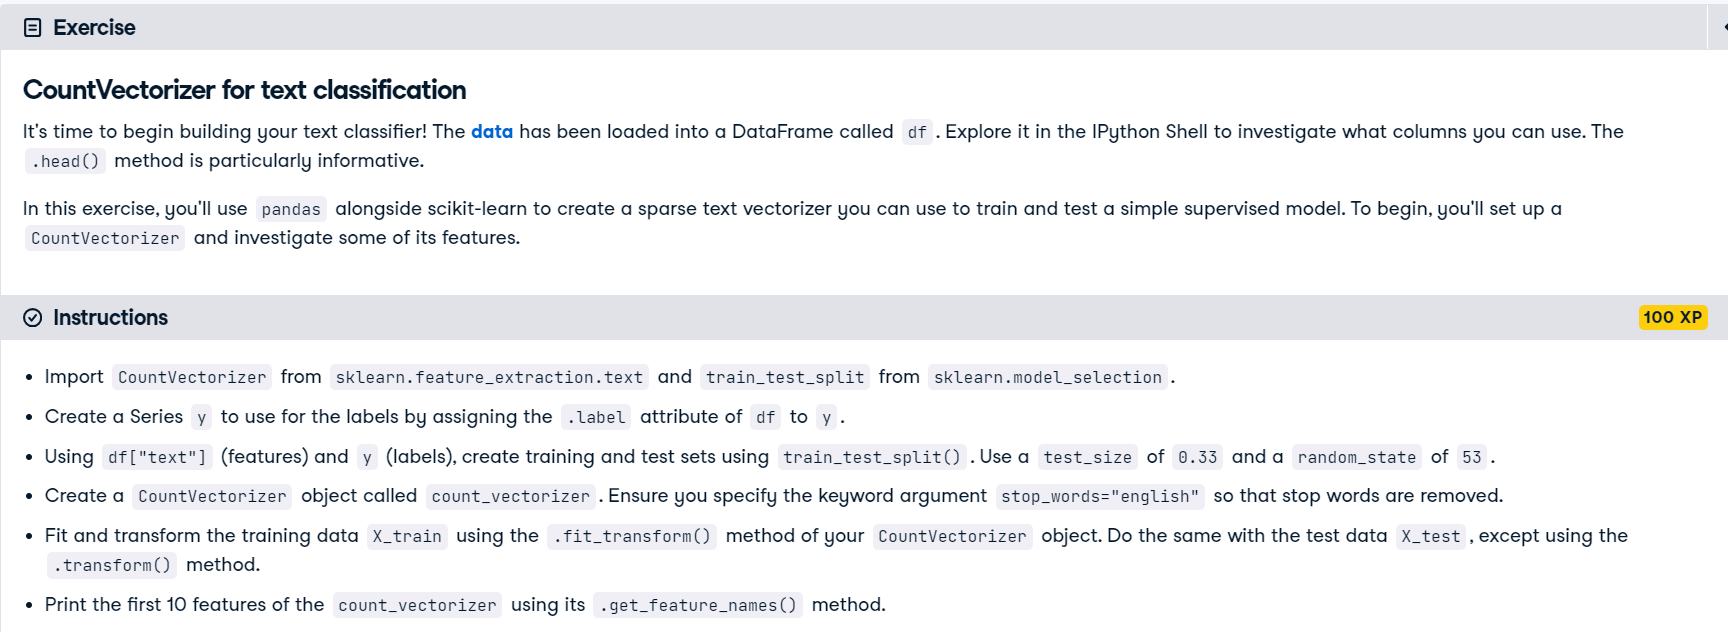 Exercise
CountVectorizer for text classification
It's time to begin building your text classifier! The data has been loaded into a DataFrame called df. Explore it in the IPython Shell to investigate what columns you can use. The
.head() method is particularly informative.
In this exercise, you'll use pandas alongside scikit-learn to create a sparse text vectorizer you can use to train and test a simple supervised model. To begin, you'll set up a
CountVectorizer and investigate some of its features.
Instructions
100 XP
• Import CountVectorizer from sklearn.feature_extraction.text and train_test_split from sklearn.model_selection.
• Create a Series y to use for the labels by assigning the .label attribute of df to y.
• Using df["text"] (features) and y (labels), create training and test sets using train_test_split(). Use a test_size of 0.33 and a random_state of 53.
• Create a CountVectorizer object called count_vectorizer. Ensure you specify the keyword argument stop_words="english" so that stop words are removed.
• Fit and transform the training data X_train using the .fit_transform() method of your CountVectorizer object. Do the same with the test data X_test, except using the
.transform() method.
• Print the first 10 features of the count_vectorizer using its .get_feature_names() method.